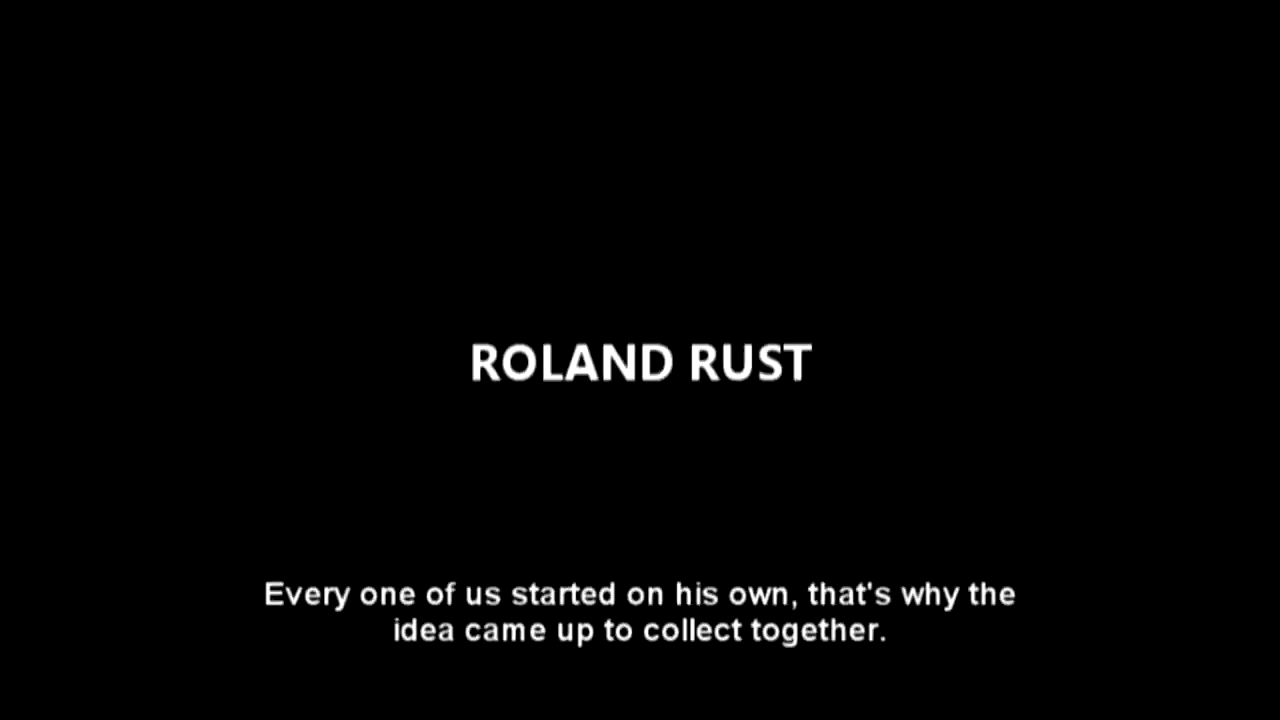 ROLAND RUST
Every one of us started on his own, that's why the
idea came up to collect together.